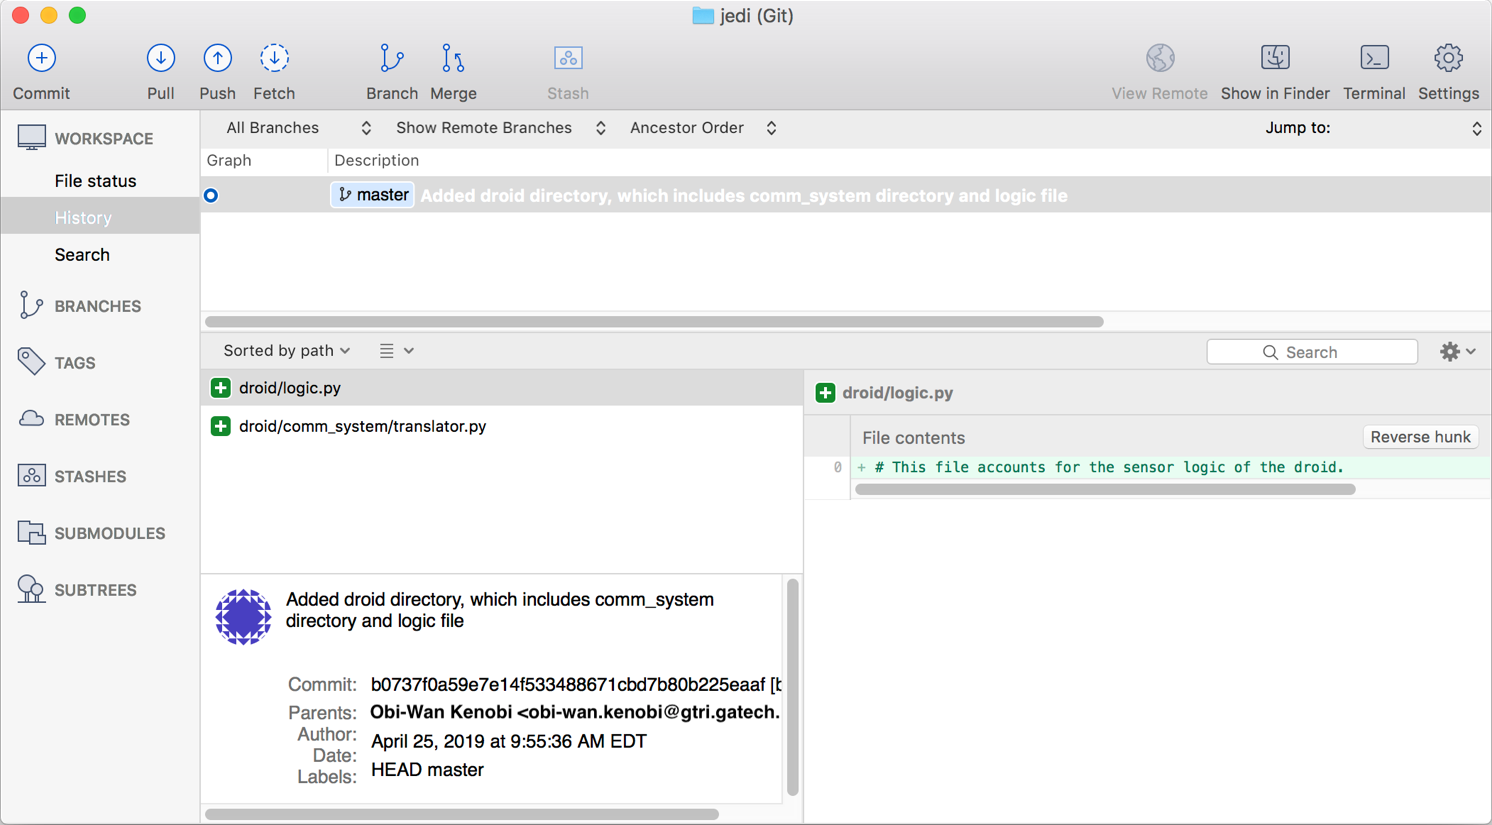 jedi (Git)
Commit Pull Push Fetch Branch Merge Stash View Remote Show in Finder Terminal Settings
WORKSPACE
File status
History
Search
BRANCHES
TAGS
REMOTES
STASHES
SUBMODULES
SUBTREES
All Branches Show Remote Branches Ancestor Order Jump to:
Graph Description
master Added droid directory, which includes comm_system directory and logic file
Sorted by path Search
droid/logic.py
droid/comm_system/translator.py
Added droid directory, which includes comm_system
directory and logic file
Commit: b0737f0a59e7e14f533488671cbd7b80b225eaaf [b
Parents: Obi-Wan Kenobi <obi-wan.kenobi@gtri.gatech.
Author:
April 25, 2019 at 9:55:36 AM EDT
Date:
Labels: HEAD master
droid/logic.py
File contents Reverse hunk
0 + # This file accounts for the sensor logic of the droid.